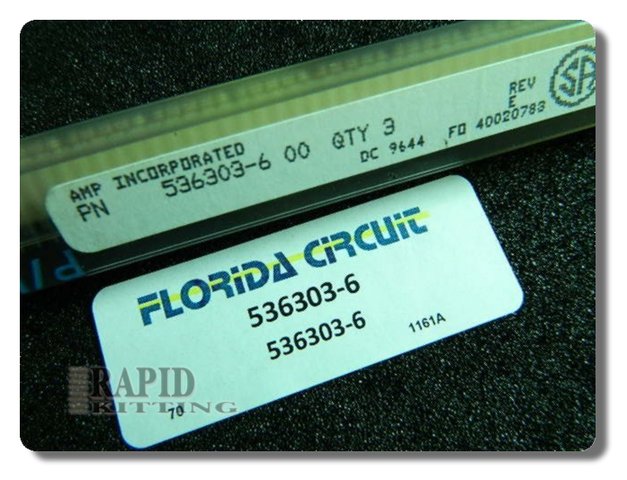 AMP INCORPORATED
PN 536303-6 00 QTY 3
DC 9644 FO 40020783
REV
E
FLORIDA CIRCUIT
536303-6
536303-6
1161A
70
RAPID
KITTING